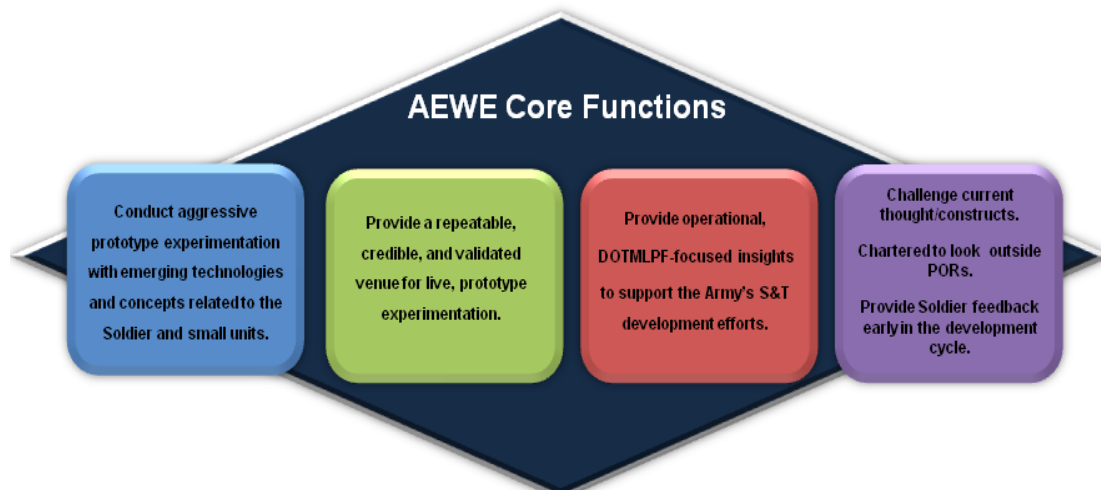 AEWE Core Functions
Conduct aggressive
prototype experimentation
with emerging technologies
and concepts related to the
Soldier and small units.
Provide a repeatable,
credible, and validated
venue for live, prototype
experimentation.
Provide operational,
DOTMLPF-focused insights
to support the Army's S&T
development efforts.
Challenge current
thought/constructs.
Chartered to look outside
PORs.
Provide Soldier feedback
early in the development
cycle.